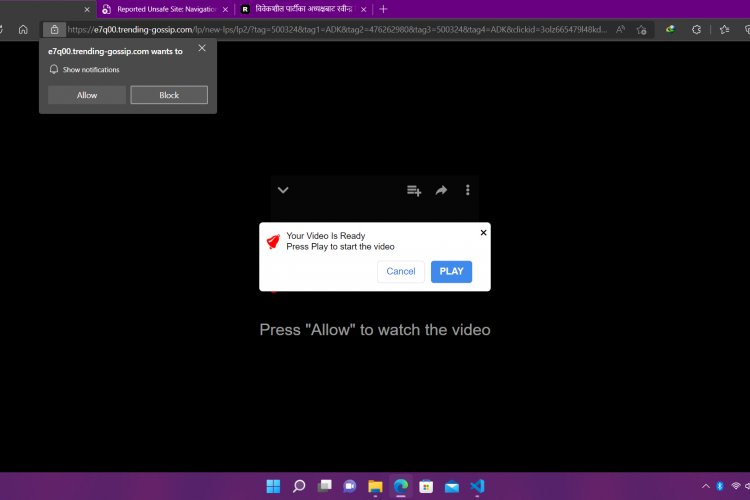 Reported Unsafe Site: Navigation
विवेकशील पार्टीका अध्यक्षबाट रवीन्द्र
https://e7q00.trending-gossip.com/lp/new-lps/lp2/?tag=500324&tag1=ADK&tag2=476262980&tag3=500324&tag4=ADK&clickid=3olz665479l48kd...
e7q00.trending-gossip.com wants to
Show notifications
Allow
Block
Your Video Is Ready
Press Play to start the video
Cancel
PLAY
Press "Allow" to watch the video